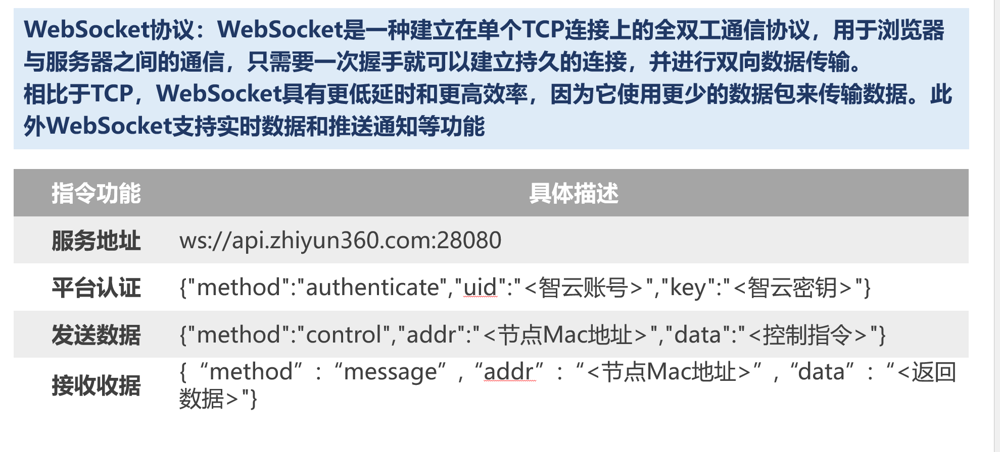 WebSocket协议：WebSocket是一种建立在单个TCP连接上的全双工通信协议，用于浏览器
与服务器之间的通信，只需要一次握手就可以建立持久的连接，并进行双向数据传输。
相比于TCP，WebSocket具有更低延时和更高效率，因为它使用更少的数据包来传输数据。此
外WebSocket支持实时数据和推送通知等功能
指令功能 具体描述
服务地址 ws://api.zhiyun360.com:28080
平台认证 {"method":"authenticate","uid":"<智云账号>","key":"<智云密钥>"}
发送数据 {"method":"control","addr":"<节点Mac地址>","data":"<控制指令>"}
接收收据 {“method”:“message”,“addr”:“<节点Mac地址>”,“data”:“<返回
数据>"}